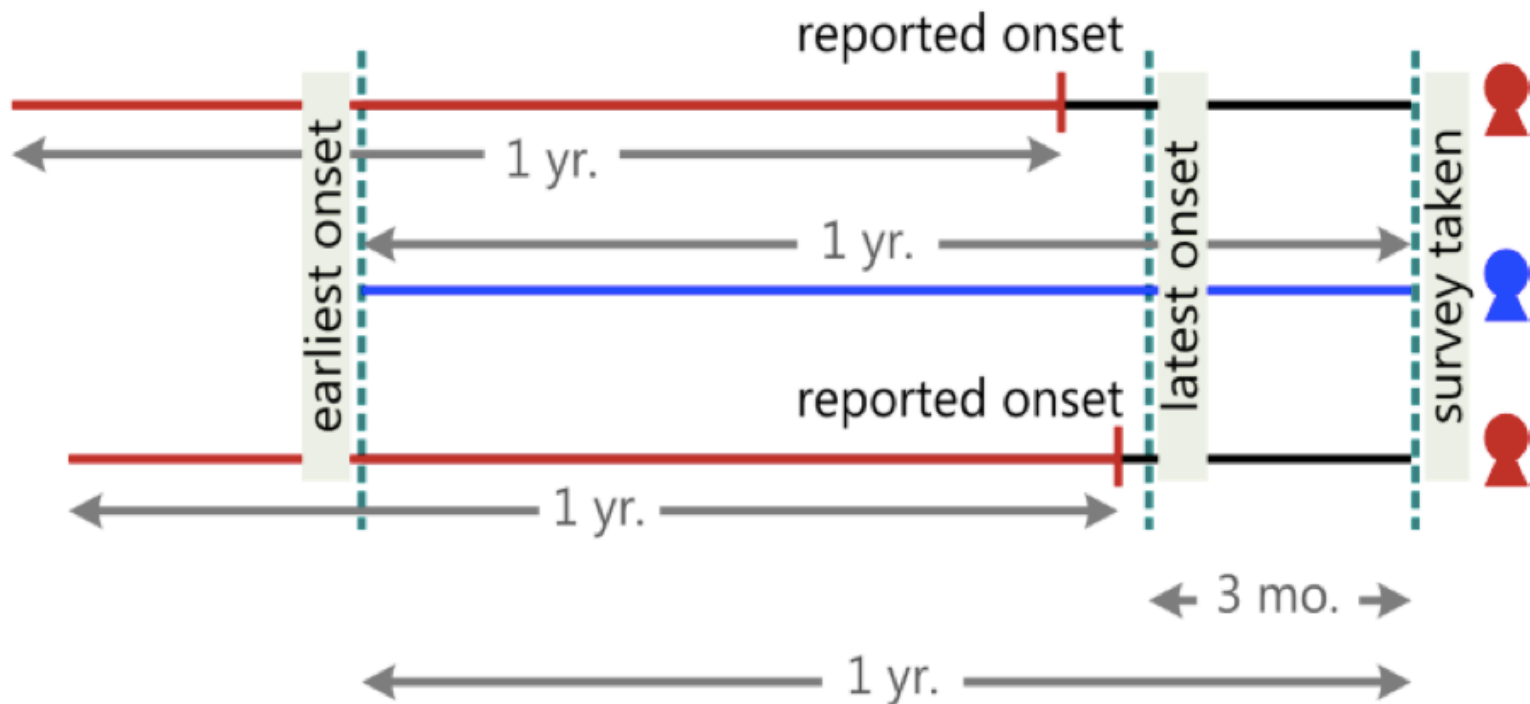 reported onset
1 yr.
1 yr.
earliest onset
latest onset
survey taken
reported onset
1 yr.
3 mo.
1 yr.